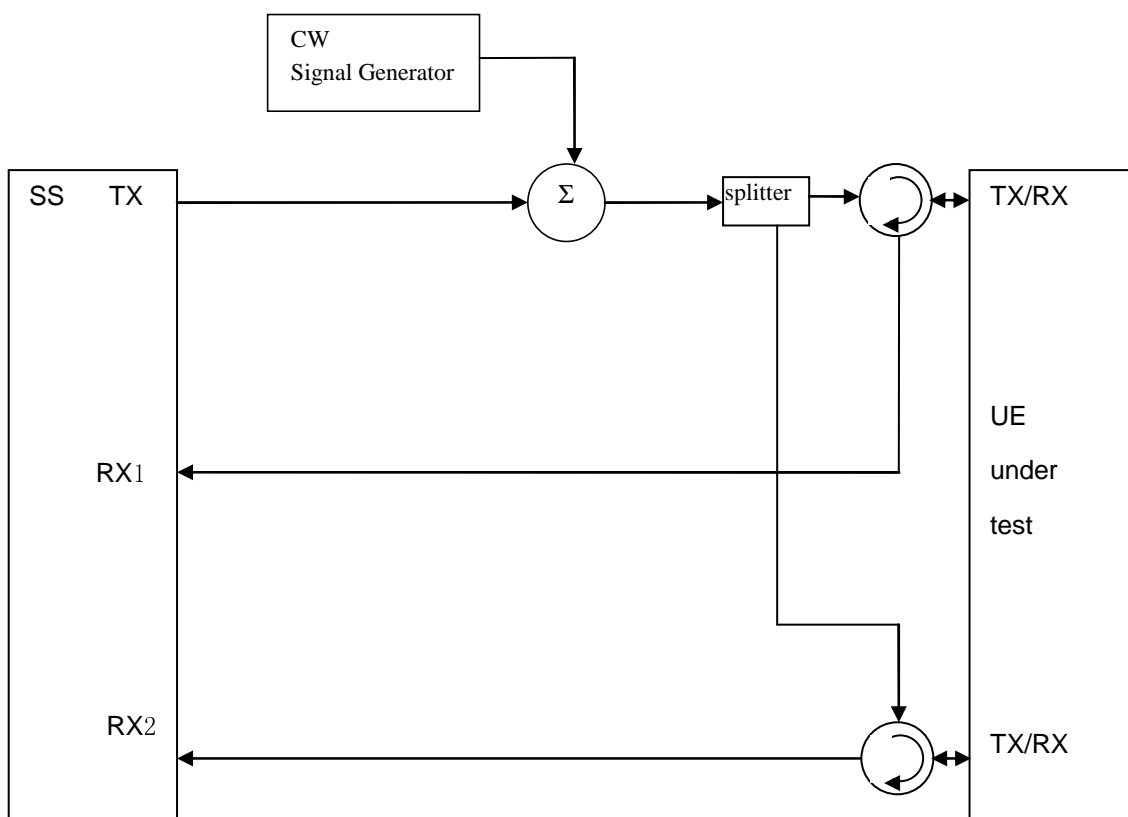 CW
Signal Generator
SS TX
Σ
splitter
TX/RX
RX1
UE
under
test
RX2
TX/RX